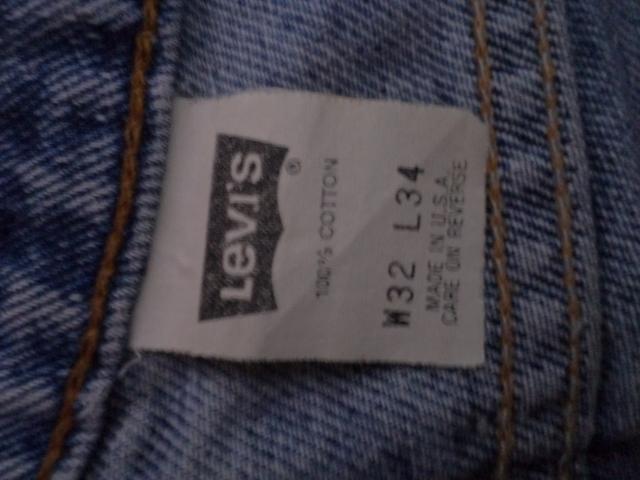 LEVI'S ®
100% COTTON
W32 L34
MADE IN U.S.A.
CARE ON REVERSE